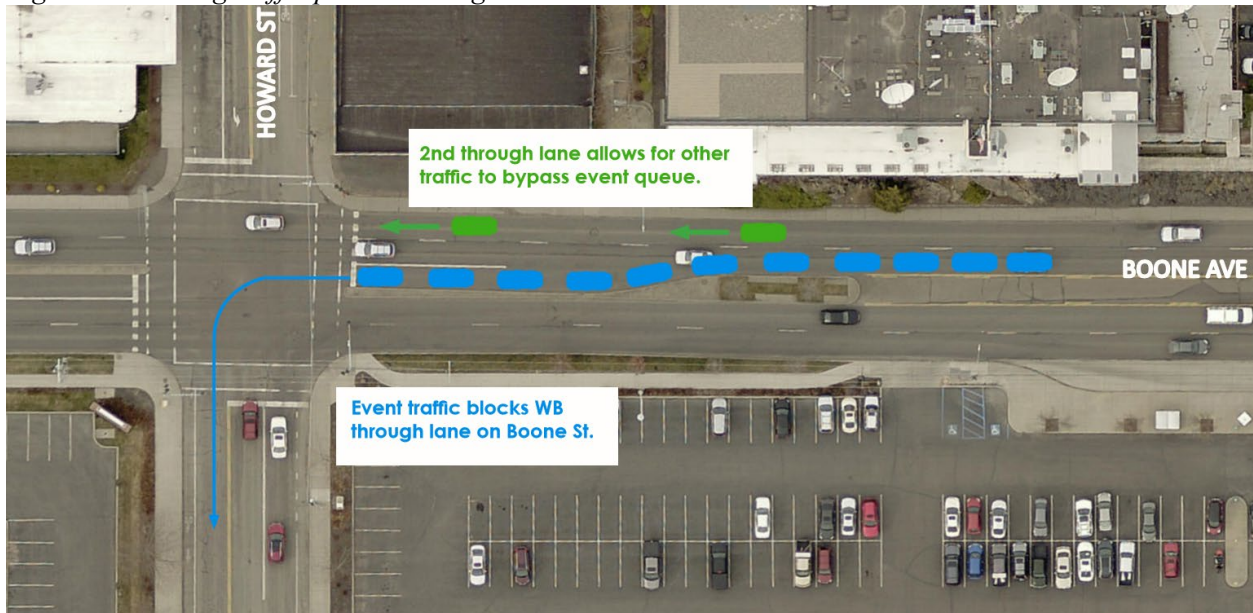 HOWARD ST
2nd through lane allows for other
traffic to bypass event queue.
BOONE AVE
Event traffic blocks WB
through lane on Boone St.